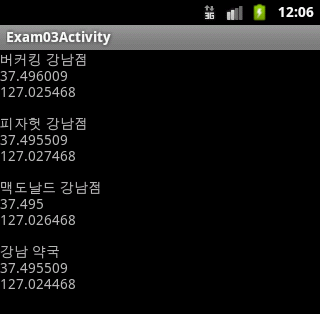 3G 12:06
Exam03Activity
버커킹 강남점
37.496009
127.025468
피자헛 강남점
37.495509
127.027468
맥도날드 강남점
37.495
127.026468
강남 약국
37.495509
127.024468